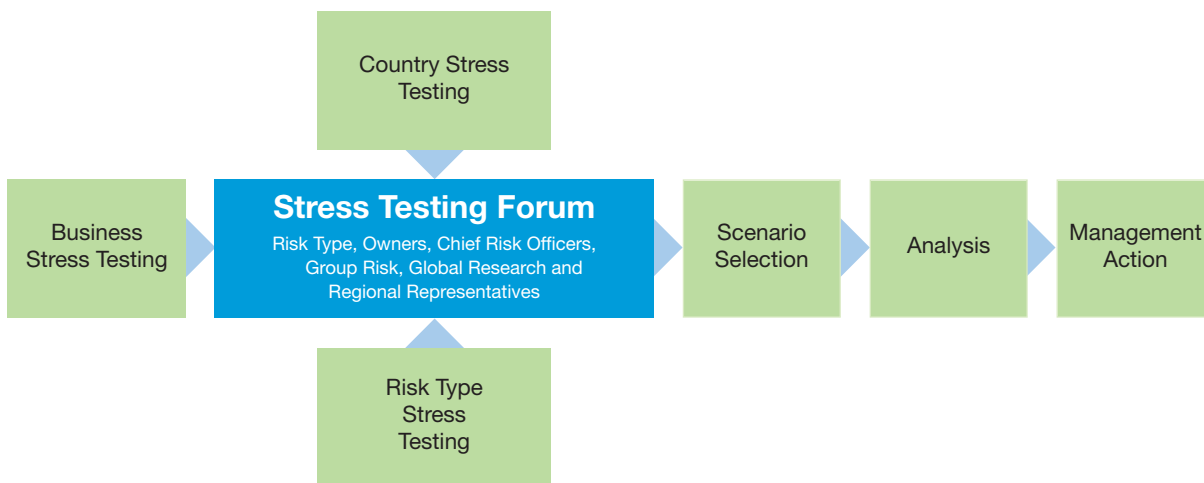 Country Stress
Testing
Business
Stress Testing
Stress Testing Forum
Risk Type, Owners, Chief Risk Officers,
Group Risk, Global Research and
Regional Representatives
Scenario
Selection
Analysis
Management
Action
Risk Type
Stress
Testing